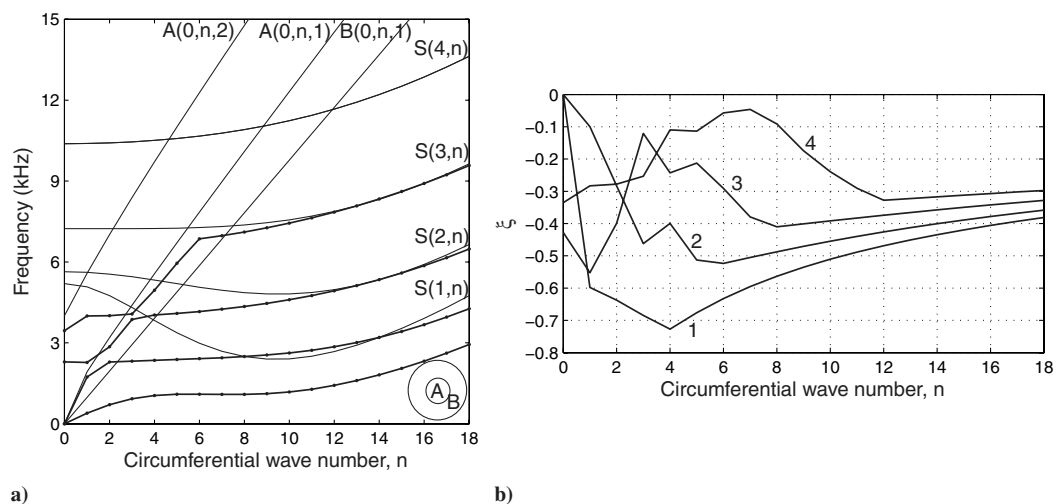 15
12
9
6
3
0
Frequency (kHz)
A(0,n,2)
A(0,n,1)
B(0,n,1)
S(4,n)
S(3,n)
S(2,n)
S(1,n)
A
B
0 2 4 6 8 10 12 14 16 18
Circumferential wave number, n
a)
0
−0.1
−0.2
−0.3
−0.4
−0.5
−0.6
−0.7
−0.8
ξ
4
3
2
1
0 2 4 6 8 10 12 14 16 18
Circumferential wave number, n
b)